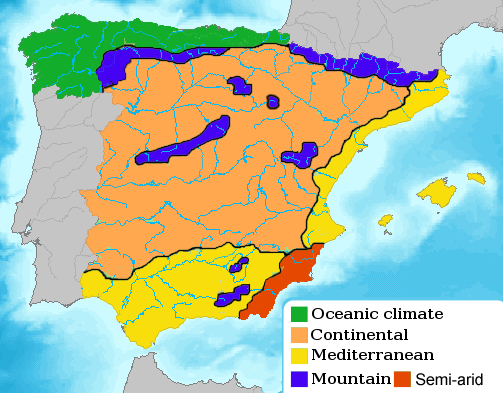 Oceanic climate
Continental
Mediterranean
Mountain Semi-arid